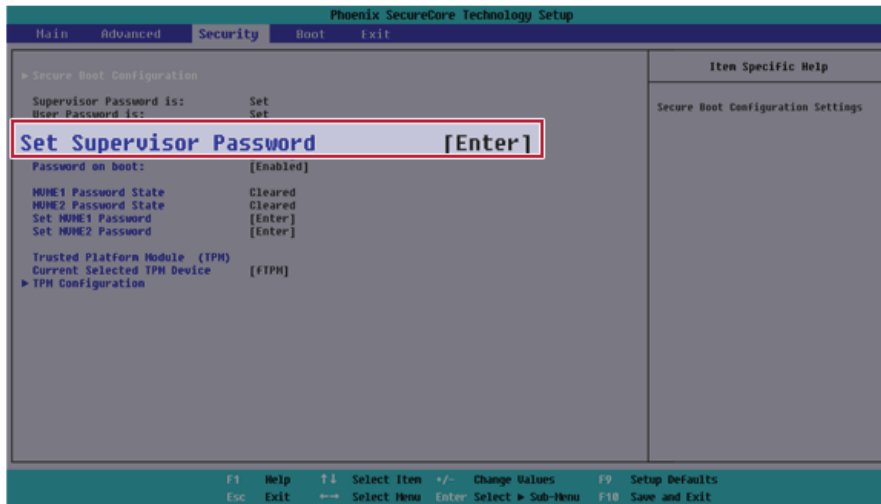 Phoenix SecureCore Technology Setup
Main Advanced Security Boot Exit
▶ Secure Boot Configuration
Item Specific Help
Supervisor Password is: Set
Secure Boot Configuration Settings
User Password is: Set
Set Supervisor Password [Enter]
Password on boot: [Enabled]
NVME1 Password State Cleared
NVME2 Password State Cleared
Set NVME1 Password [Enter]
Set NVME2 Password [Enter]
Trusted Platform Module (TPM)
Current Selected TPM Device [FTPM]
▶ TPM Configuration
F1 Help ↑↓ Select Item +/- Change Values F9 Setup Defaults
Esc Exit ←→ Select Menu Enter Select ▶ Sub-Menu F10 Save and Exit